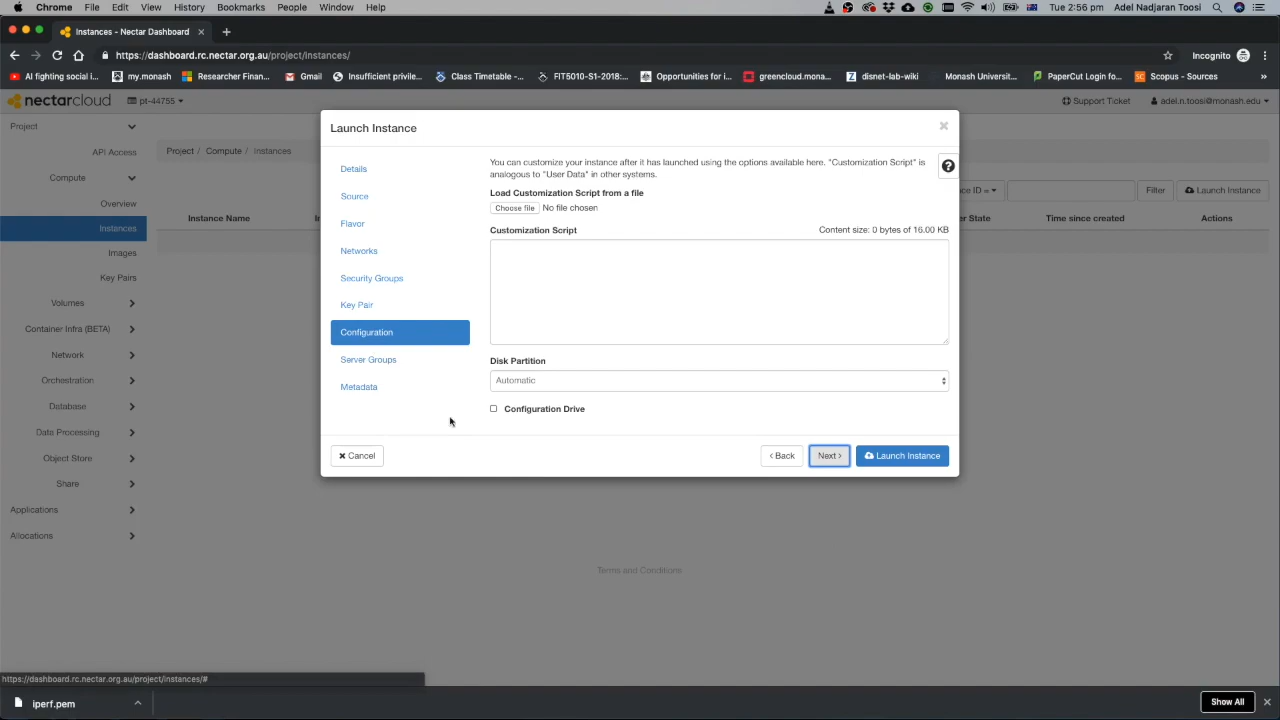 Chrome File Edit View History Bookmarks People Window Help Tue 2:56 pm Adel Nadjaran Toosi
Instances - Nectar Dashboard
https://dashboard.rc.nectar.org.au/project/instances/ Incognito
AI fighting social i... my.monash Researcher Finan... Gmail Insufficient privile... Class Timetable -... FIT5010-S1-2018:... Opportunities for i... greencloud.mona... disnet-lab-wiki Monash Universit... PaperCut Login fo... Scopus - Sources »
nectarcloud pt-44755 Support Ticket adel.n.toosi@monash.edu
Project
API Access
Compute
Overview
Instances
Images
Key Pairs
Volumes
Container Infra (BETA)
Network
Orchestration
Database
Data Processing
Object Store
Share
Applications
Allocations
Project / Compute / Instances
ce ID = Filter Launch Instance
Instance Name Time since created Actions
Launch Instance
Details
Source
Flavor
Networks
Security Groups
Key Pair
Configuration
Server Groups
Metadata
You can customize your instance after it has launched using the options available here. "Customization Script" is
analogous to "User Data" in other systems.
Load Customization Script from a file
Choose file No file chosen
Customization Script Content size: 0 bytes of 16.00 KB
Disk Partition
Automatic
Configuration Drive
Cancel < Back Next > Launch Instance
Terms and Conditions
https://dashboard.rc.nectar.org.au/project/instances/#
iperf.pem Show All